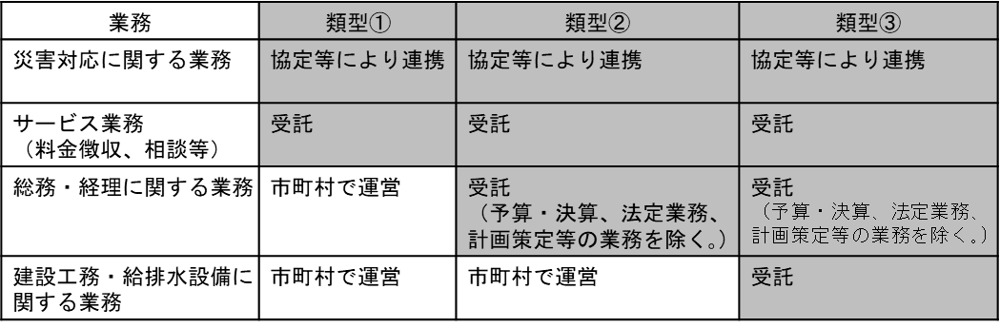 業務 類型① 類型② 類型③
災害対応に関する業務 協定等により連携 協定等により連携 協定等により連携
サービス業務 受託 受託 受託
（料金徴収、相談等）
総務・経理に関する業務 市町村で運営 受託 受託
（予算・決算、法定業務、 （予算・決算、法定業務、
計画策定等の業務を除く。） 計画策定等の業務を除く。）
建設工務・給排水設備に 市町村で運営 市町村で運営 受託
関する業務